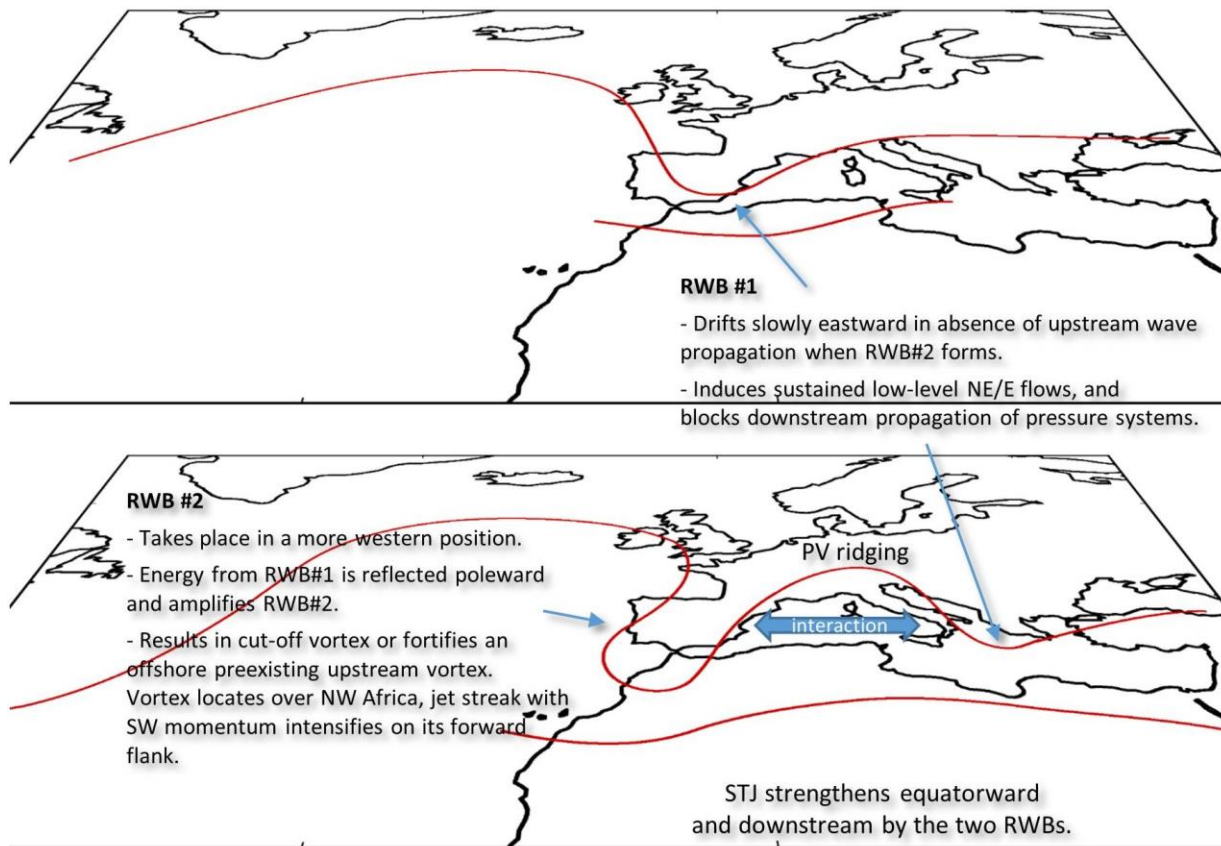 RWB #1
- Drifts slowly eastward in absence of upstream wave
propagation when RWB#2 forms.
- Induces sustained low-level NE/E flows, and
blocks downstream propagation of pressure systems.
RWB #2
- Takes place in a more western position.
- Energy from RWB#1 is reflected poleward
and amplifies RWB#2.
- Results in cut-off vortex or fortifies an
offshore preexisting upstream vortex.
Vortex locates over NW Africa, jet streak with
SW momentum intensifies on its forward
flank.
PV ridging
interaction
STJ strengthens equatorward
and downstream by the two RWBs.